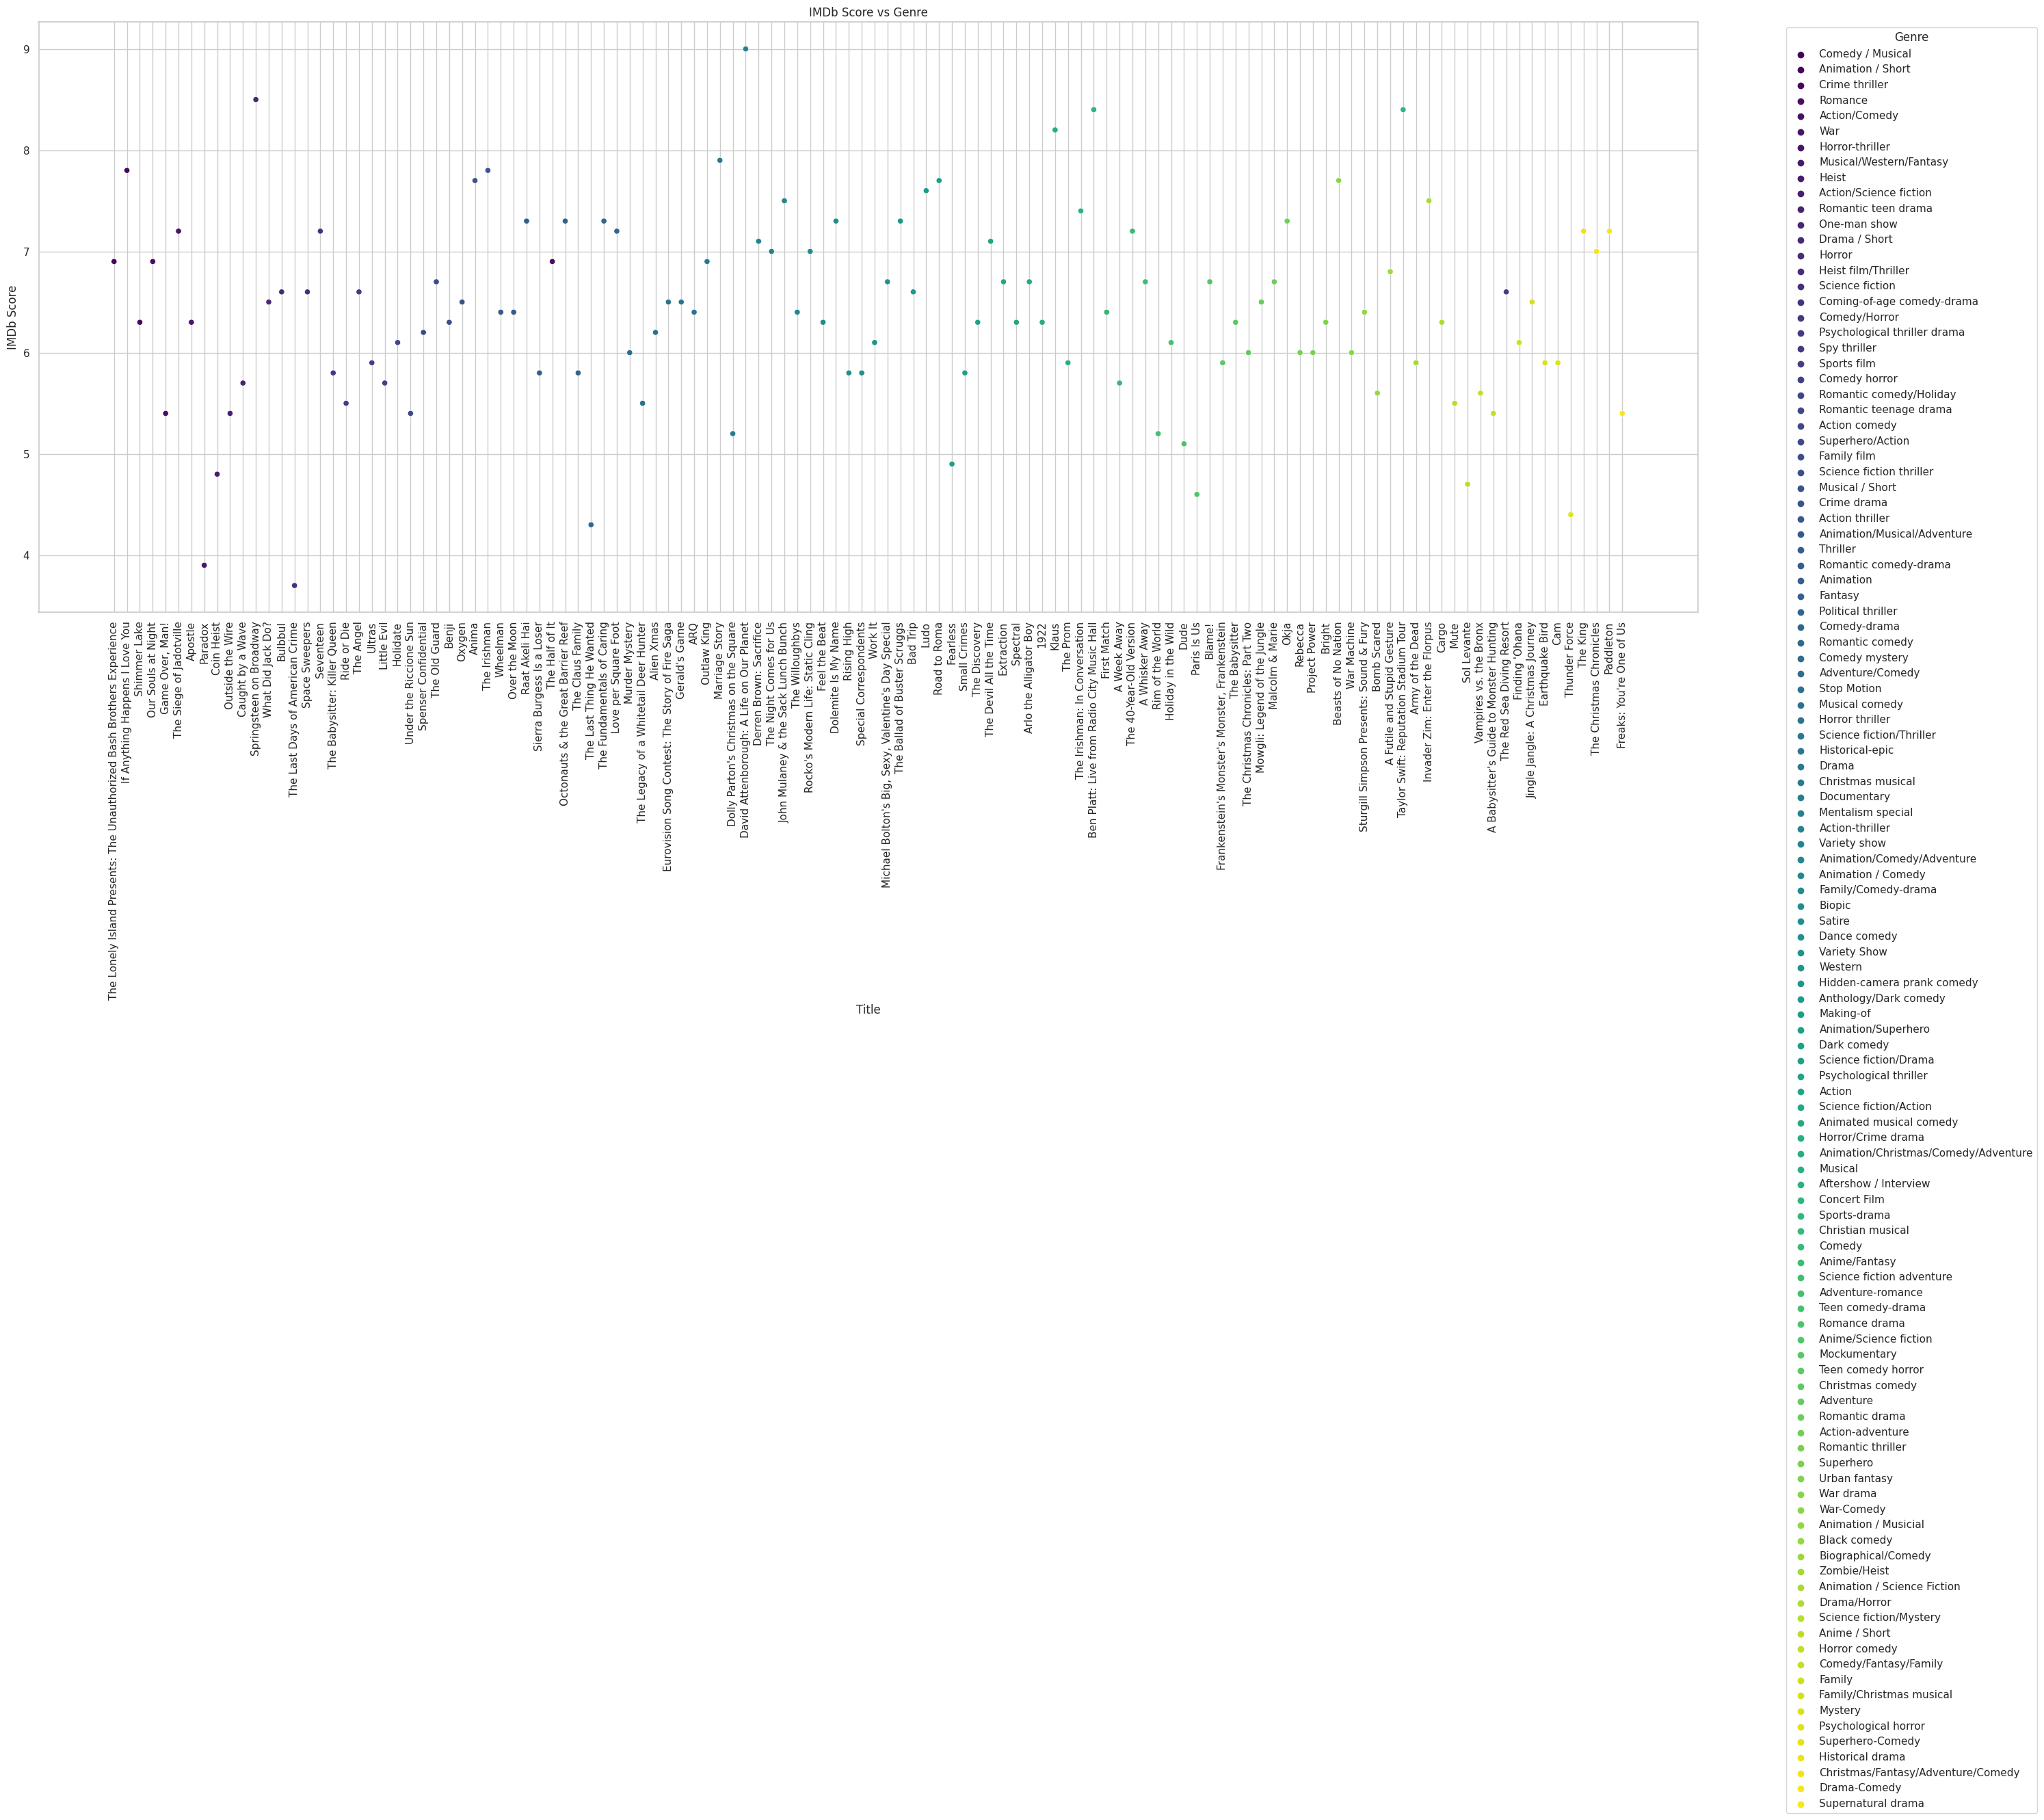 IMDb Score vs Genre
IMDb Score
9
8
7
6
5
4
The Lonely Island Presents: The Unauthorized Bash Brothers Experience
If Anything Happens I Love You
Shimmer Lake
Our Souls at Night
Game Over, Man!
The Siege of Jadotville
Apostle
Paradox
Coin Heist
Outside the Wire
Caught by a Wave
Springsteen on Broadway
What Did Jack Do?
Bulbbul
The Last Days of American Crime
Space Sweepers
Seventeen
The Babysitter: Killer Queen
Ride or Die
The Angel
Ultras
Little Evil
Holidate
Under the Riccione Sun
Spenser Confidential
The Old Guard
Benji
Oxygen
Anima
The Irishman
Wheelman
Over the Moon
Raat Akeli Hai
Sierra Burgess Is a Loser
The Half of It
Octonauts & the Great Barrier Reef
The Claus Family
The Last Thing He Wanted
The Fundamentals of Caring
Love per Square Foot
Murder Mystery
The Legacy of a Whitetail Deer Hunter
Alien Xmas
Eurovision Song Contest: The Story of Fire Saga
Gerald's Game
ARQ
Outlaw King
Marriage Story
Dolly Parton's Christmas on the Square
David Attenborough: A Life on Our Planet
Derren Brown: Sacrifice
The Night Comes for Us
John Mulaney & the Sack Lunch Bunch
The Willoughbys
Rocko's Modern Life: Static Cling
Feel the Beat
Dolemite Is My Name
Rising High
Special Correspondents
Work It
Michael Bolton's Big, Sexy, Valentine's Day Special
The Ballad of Buster Scruggs
Bad Trip
Ludo
Road to Roma
Fearless
Small Crimes
The Discovery
The Devil All the Time
Extraction
Spectral
Arlo the Alligator Boy
1922
Klaus
The Prom
The Irishman: In Conversation
Ben Platt: Live from Radio City Music Hall
First Match
A Week Away
The 40-Year-Old Version
A Whisker Away
Rim of the World
Holiday in the Wild
Dude
Paris Is Us
Blame!
Frankenstein's Monster's Monster, Frankenstein
The Babysitter
The Christmas Chronicles: Part Two
Mowgli: Legend of the Jungle
Malcolm & Marie
Okja
Rebecca
Project Power
Bright
Beasts of No Nation
War Machine
Sturgill Simpson Presents: Sound & Fury
Bomb Scared
A Futile and Stupid Gesture
Taylor Swift: Reputation Stadium Tour
Army of the Dead
Invader Zim: Enter the Florpus
Cargo
Mute
Sol Levante
Vampires vs. the Bronx
A Babysitter's Guide to Monster Hunting
The Red Sea Diving Resort
Finding 'Ohana
Jingle Jangle: A Christmas Journey
Earthquake Bird
Cam
Thunder Force
The King
The Christmas Chronicles
Paddleton
Freaks: You're One of Us
Title
Genre
Comedy / Musical
Animation / Short
Crime thriller
Romance
Action/Comedy
War
Horror-thriller
Musical/Western/Fantasy
Heist
Action/Science fiction
Romantic teen drama
One-man show
Drama / Short
Horror
Heist film/Thriller
Science fiction
Coming-of-age comedy-drama
Comedy/Horror
Psychological thriller drama
Spy thriller
Sports film
Comedy horror
Romantic comedy/Holiday
Romantic teenage drama
Action comedy
Superhero/Action
Family film
Science fiction thriller
Musical / Short
Crime drama
Action thriller
Animation/Musical/Adventure
Thriller
Romantic comedy-drama
Animation
Fantasy
Political thriller
Comedy-drama
Romantic comedy
Comedy mystery
Adventure/Comedy
Stop Motion
Musical comedy
Horror thriller
Science fiction/Thriller
Historical-epic
Drama
Christmas musical
Documentary
Mentalism special
Action-thriller
Variety show
Animation/Comedy/Adventure
Animation / Comedy
Family/Comedy-drama
Biopic
Satire
Dance comedy
Variety Show
Western
Hidden-camera prank comedy
Anthology/Dark comedy
Making-of
Animation/Superhero
Dark comedy
Science fiction/Drama
Psychological thriller
Action
Science fiction/Action
Animated musical comedy
Horror/Crime drama
Animation/Christmas/Comedy/Adventure
Musical
Aftershow / Interview
Concert Film
Sports-drama
Christian musical
Comedy
Anime/Fantasy
Science fiction adventure
Adventure-romance
Teen comedy-drama
Romance drama
Anime/Science fiction
Mockumentary
Teen comedy horror
Christmas comedy
Adventure
Romantic drama
Action-adventure
Romantic thriller
Superhero
Urban fantasy
War drama
War-Comedy
Animation / Musicial
Black comedy
Biographical/Comedy
Zombie/Heist
Animation / Science Fiction
Drama/Horror
Science fiction/Mystery
Anime / Short
Horror comedy
Comedy/Fantasy/Family
Family
Family/Christmas musical
Mystery
Psychological horror
Superhero-Comedy
Historical drama
Christmas/Fantasy/Adventure/Comedy
Drama-Comedy
Supernatural drama